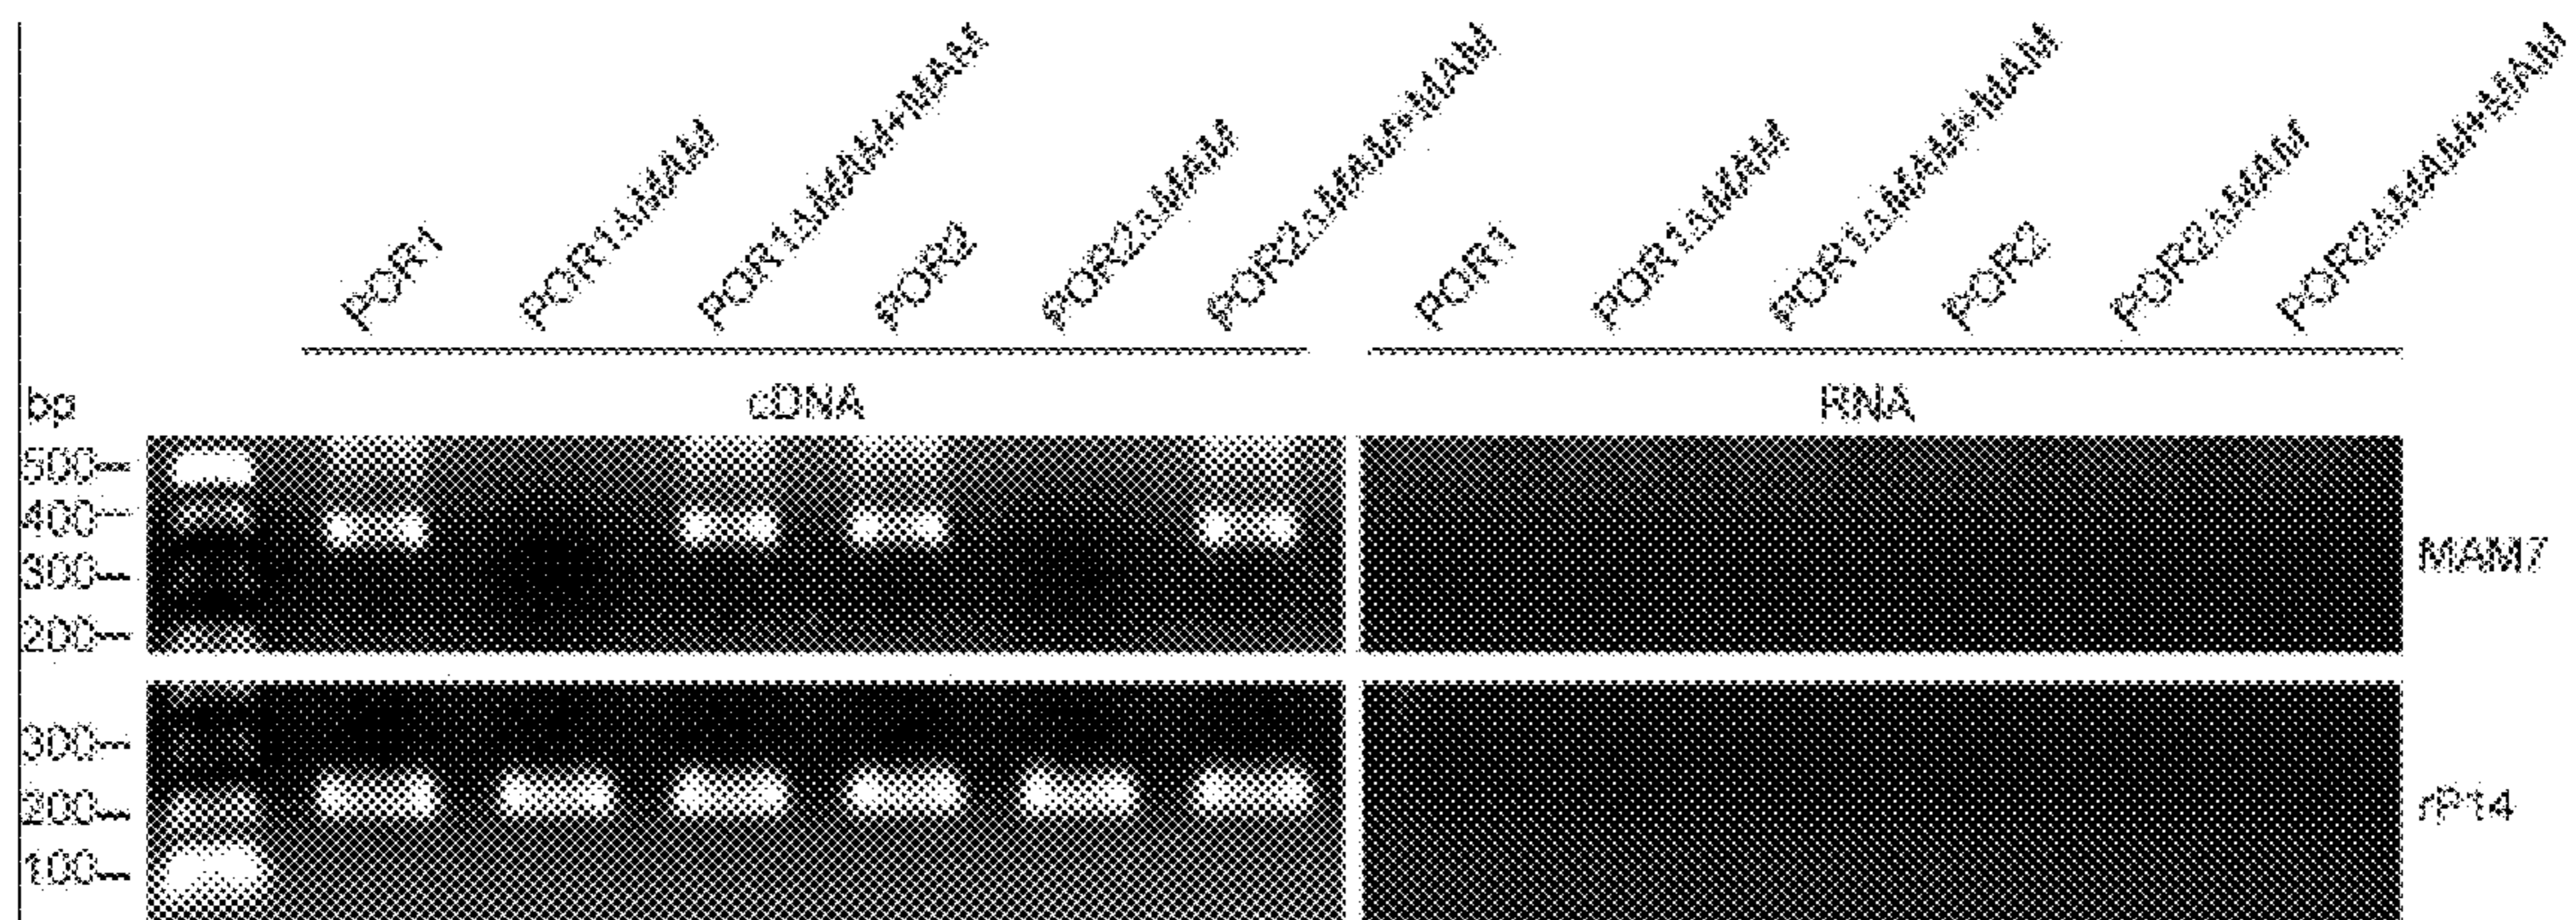 POR1 POR1ΔMAM POR1ΔMAM+MAM POR2 POR2ΔMAM POR2ΔMAM+MAM POR1 POR1ΔMAM POR1ΔMAM+MAM POR2 POR2ΔMAM POR2ΔMAM+MAM
bp cDNA RNA
500
400
300
200
MAM7
300
200
100
rP14